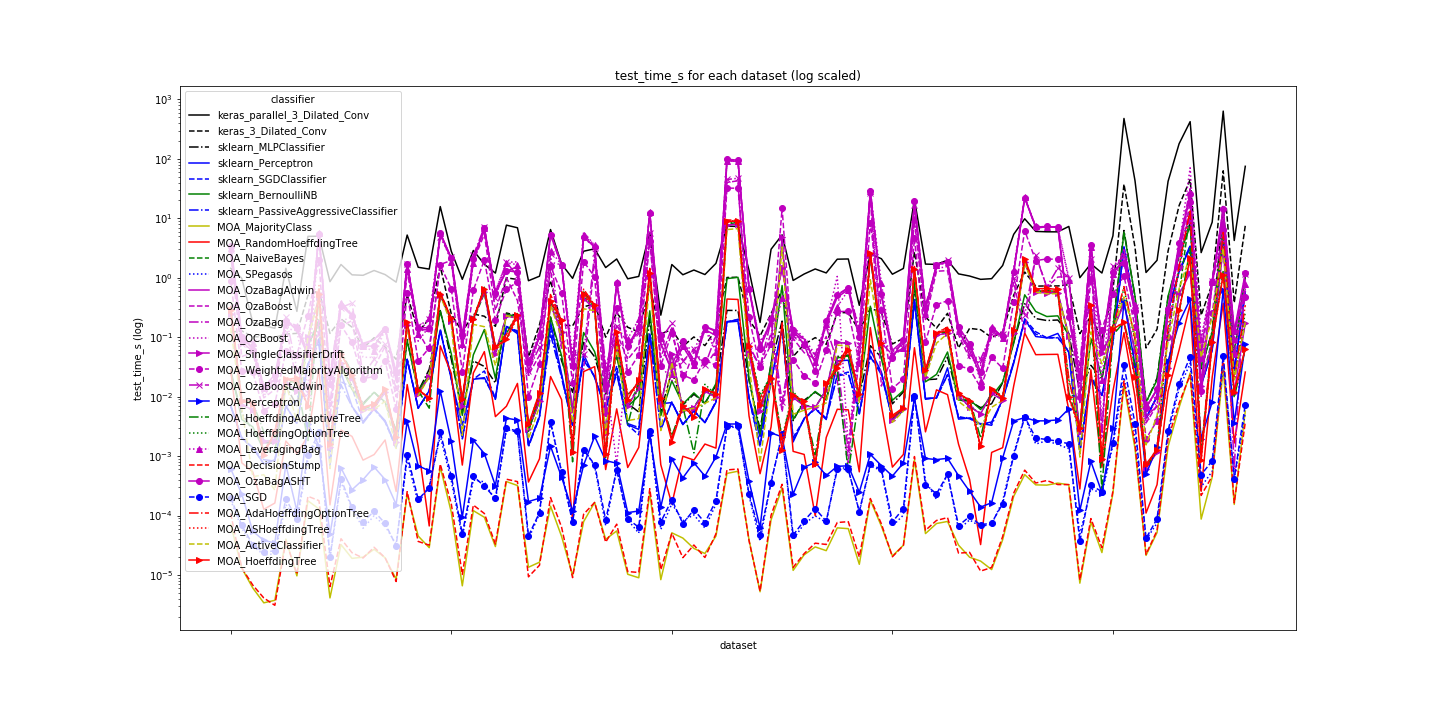 test_time_s for each dataset (log scaled)
classifier
keras_parallel_3_Dilated_Conv
keras_3_Dilated_Conv
sklearn_MLPClassifier
sklearn_Perceptron
sklearn_SGDClassifier
sklearn_BernoulliNB
sklearn_PassiveAggressiveClassifier
MOA_MajorityClass
MOA_RandomHoeffdingTree
MOA_NaiveBayes
MOA_SPegasos
MOA_OzaBagAdwin
MOA_OzaBoost
MOA_OzaBag
MOA_OCBoost
MOA_SingleClassifierDrift
MOA_WeightedMajorityAlgorithm
MOA_OzaBoostAdwin
MOA_Perceptron
MOA_HoeffdingAdaptiveTree
MOA_HoeffdingOptionTree
MOA_LeveragingBag
MOA_DecisionStump
MOA_OzaBagASHT
MOA_SGD
MOA_AdaHoeffdingOptionTree
MOA_ASHoeffdingTree
MOA_ActiveClassifier
MOA_HoeffdingTree
10³
10²
10¹
10⁰
10⁻¹
10⁻²
10⁻³
10⁻⁴
10⁻⁵
test_time_s (log)
dataset